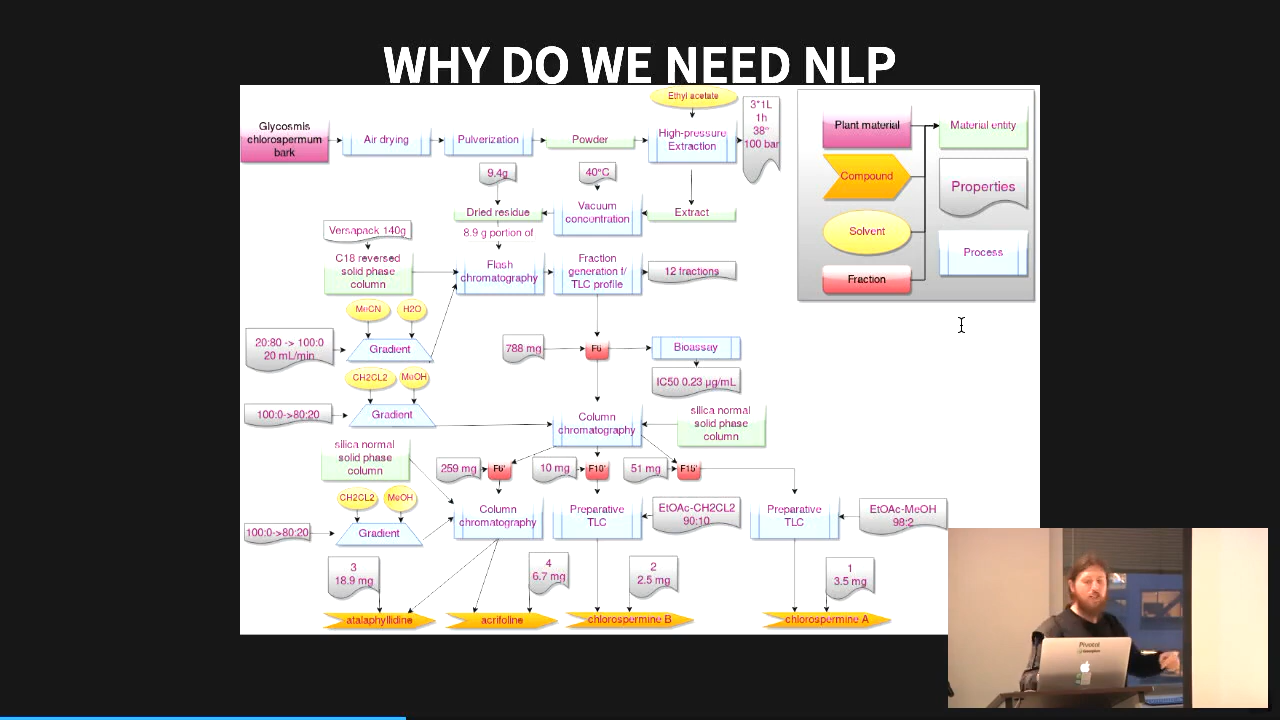 WHY DO WE NEED NLP
Ethyl acetate
Glycosmis
chlorospermum
bark
Air drying
Pulverization
Powder
High-pressure
Extraction
3*1L
1h
38°
100 bar
Plant material
Material entity
Compound
Properties
Solvent
Process
Fraction
9.4g
40°C
Dried residue
Vacuum
concentration
Extract
8.9 g portion of
Versapack 140g
C18 reversed
solid phase
column
Flash
chromatography
Fraction
generation f/
TLC profile
12 fractions
MeCN
H2O
20:80 -> 100:0
20 mL/min
Gradient
788 mg
F6
Bioassay
IC50 0.23 µg/mL
CH2CL2
MeOH
100:0->80:20
Gradient
Column
chromatography
silica normal
solid phase
column
silica normal
solid phase
column
259 mg
F6'
10 mg
F10'
51 mg
F15'
CH2CL2
MeOH
100:0->80:20
Gradient
Column
chromatography
Preparative
TLC
EtOAc-CH2CL2
90:10
Preparative
TLC
EtOAc-MeOH
98:2
3
18.9 mg
4
6.7 mg
2
2.5 mg
1
3.5 mg
atalaphyllidine
acrifoline
chlorospermine B
chlorospermine A
Pivotal